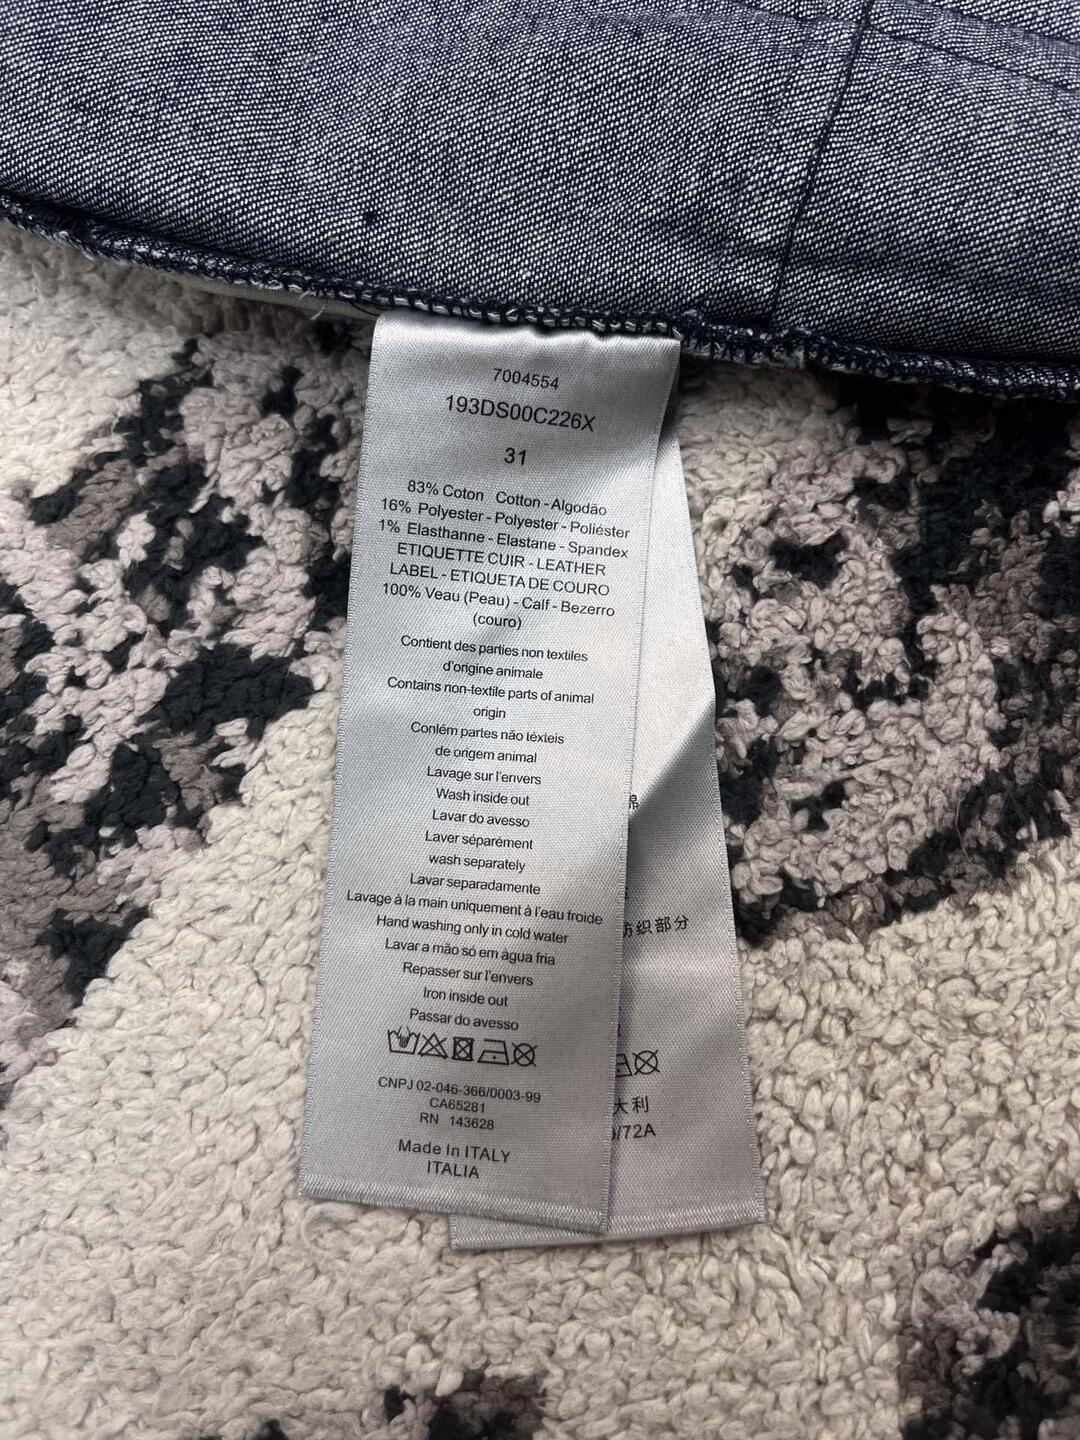 7004554
193DS00C226X
31
83% Coton Cotton - Algodão
16% Polyester - Polyester - Poliéster
1% Elasthanne - Elastane - Spandex
ETIQUETTE CUIR - LEATHER
LABEL - ETIQUETA DE COURO
100% Veau (Peau) - Calf - Bezerro
(couro)
Contient des parties non textiles
d'origine animale
Contains non-textile parts of animal
origin
Contém partes não téxteis
de origem animal
Lavage sur l'envers
Wash inside out
Lavar do avesso
Laver séparément
wash separately
Lavar separadamente
Lavage à la main uniquement à l'eau froide
Hand washing only in cold water
Lavar a mão só em àgua fria
Repasser sur l'envers
Iron inside out
Passar do avesso
CNPJ 02-046-366/0003-99
CA65281
RN 143628
Made In ITALY
ITALIA
棉
纺织部分
大利
/72A